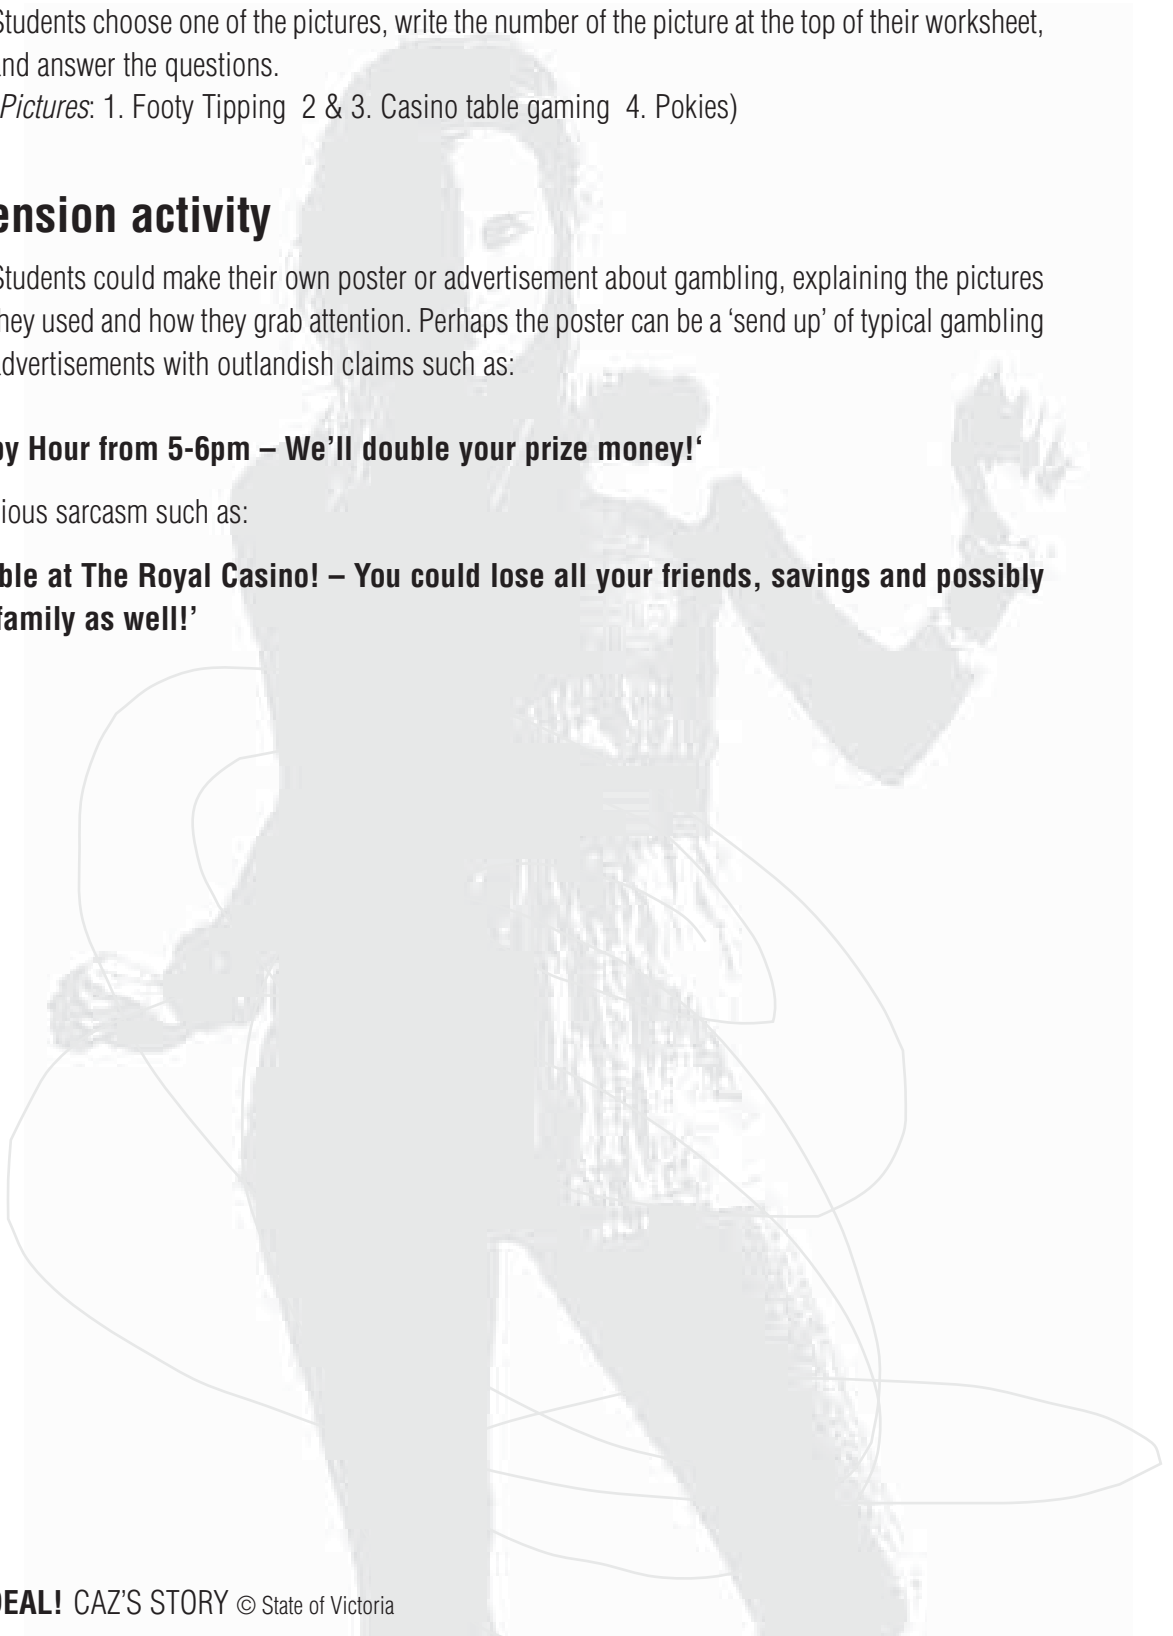 Students choose one of the pictures, write the number of the picture at the top of their worksheet,
and answer the questions.
Pictures: 1. Footy Tipping 2 & 3. Casino table gaming 4. Pokies)
ension activity
Students could make their own poster or advertisement about gambling, explaining the pictures
they used and how they grab attention. Perhaps the poster can be a ‘send up’ of typical gambling
advertisements with outlandish claims such as:
py Hour from 5-6pm – We’ll double your prize money!‘
ious sarcasm such as:
ble at The Royal Casino! – You could lose all your friends, savings and possibly
family as well!’
DEAL! CAZ’S STORY © State of Victoria